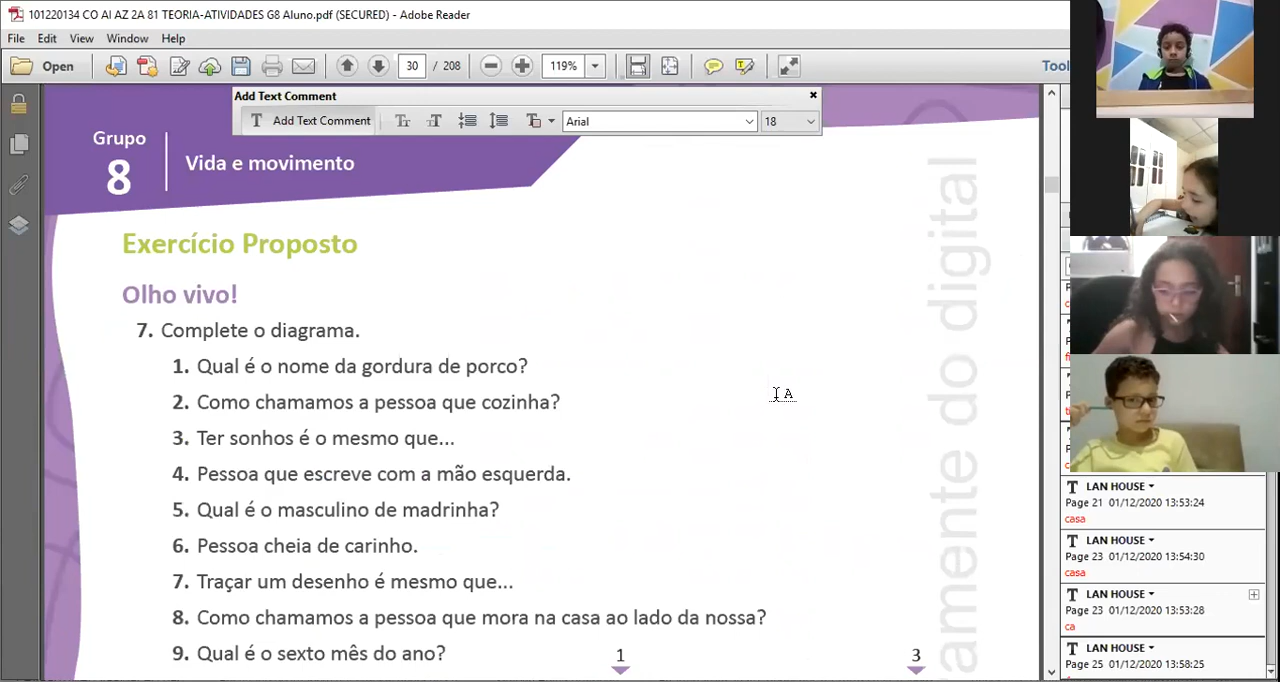 101220134 CO AI AZ 2A 81 TEORIA-ATIVIDADES G8 Aluno.pdf (SECURED) - Adobe Reader
File Edit View Window Help
Open 30 / 208 119% Tool
Add Text Comment
T Add Text Comment Arial 18
Grupo
8
Vida e movimento
Exercício Proposto
Olho vivo!
7. Complete o diagrama.
1. Qual é o nome da gordura de porco?
2. Como chamamos a pessoa que cozinha?
3. Ter sonhos é o mesmo que...
4. Pessoa que escreve com a mão esquerda.
5. Qual é o masculino de madrinha?
6. Pessoa cheia de carinho.
7. Traçar um desenho é mesmo que...
8. Como chamamos a pessoa que mora na casa ao lado da nossa?
9. Qual é o sexto mês do ano?
1 3
amente do digital
LAN HOUSE
Page 21 01/12/2020 13:53:24
casa
LAN HOUSE
Page 23 01/12/2020 13:54:30
casa
LAN HOUSE
Page 23 01/12/2020 13:53:28
ca
LAN HOUSE
Page 25 01/12/2020 13:58:25